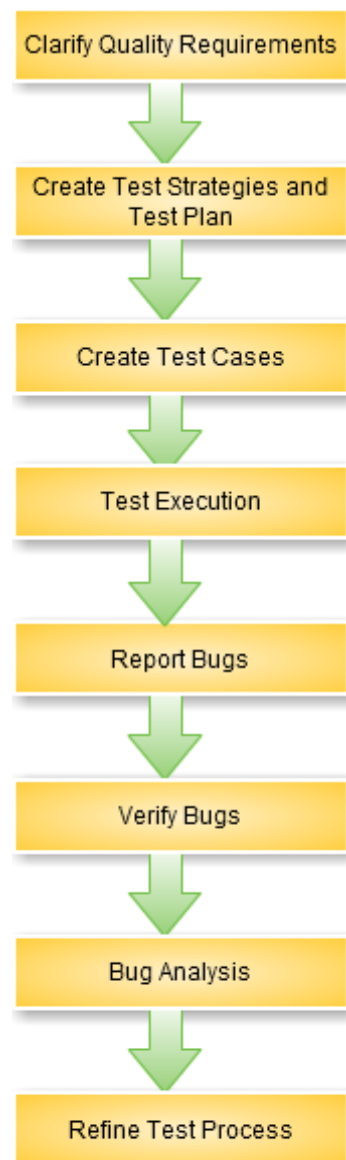 Clarify Quality Requirements
Create Test Strategies and
Test Plan
Create Test Cases
Test Execution
Report Bugs
Verify Bugs
Bug Analysis
Refine Test Process